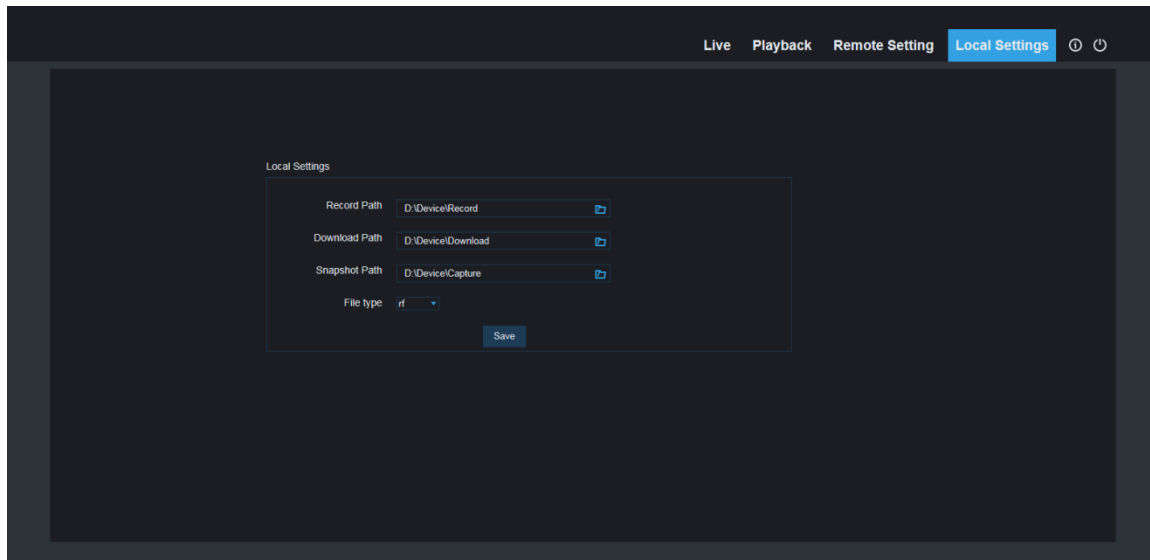 Live Playback Remote Setting Local Settings
Local Settings
Record Path D:\Device\Record
Download Path D:\Device\Download
Snapshot Path D:\Device\Capture
File type rf
Save